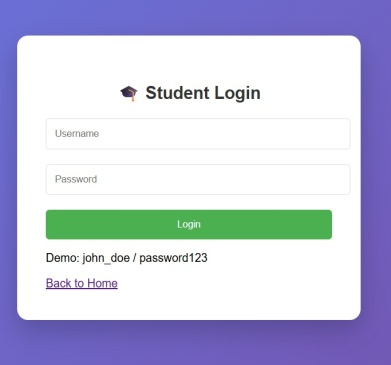 🎓 Student Login
Username
Password
Login
Demo: john_doe / password123
Back to Home